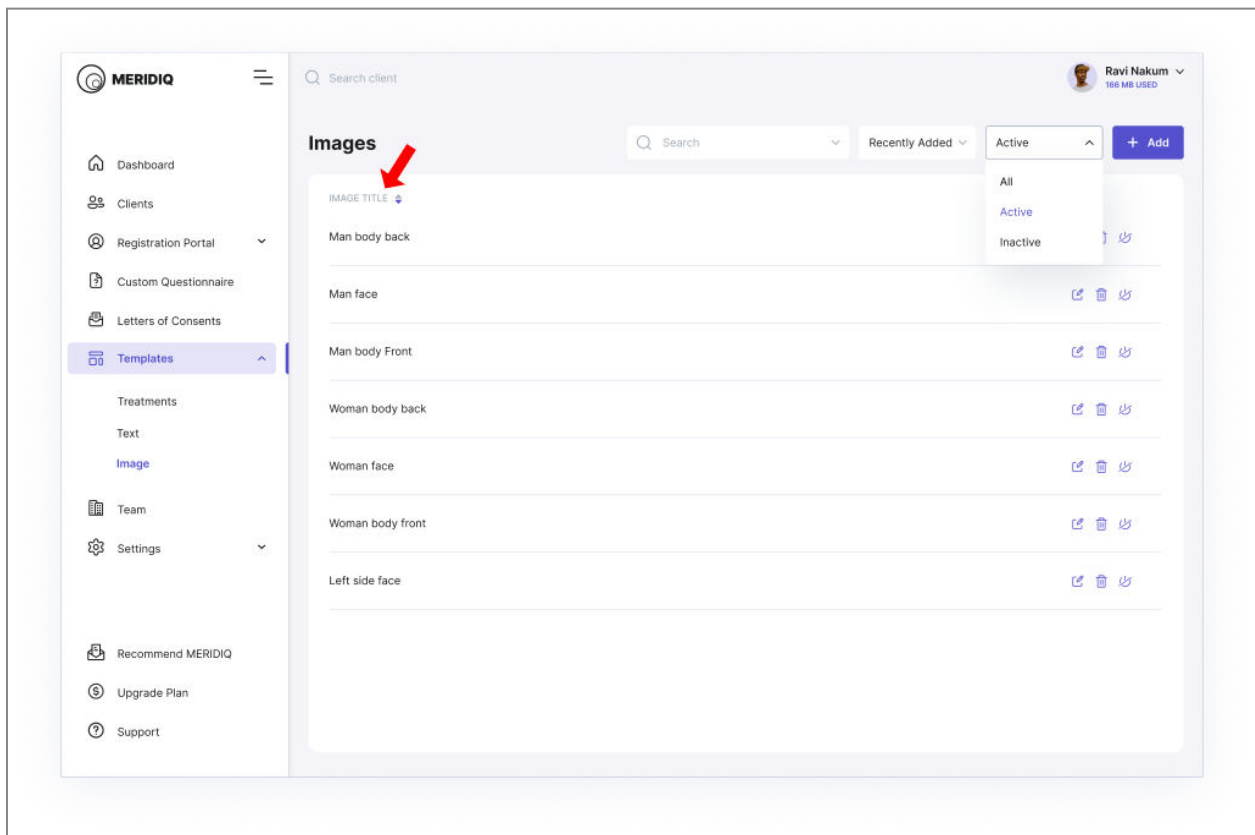 MERIDIQ
Search client
Ravi Nakum
166 MB USED
Dashboard
Clients
Registration Portal
Custom Questionnaire
Letters of Consents
Templates
Treatments
Text
Image
Team
Settings
Recommend MERIDIQ
Upgrade Plan
Support
Images
Search
Recently Added
Active
+ Add
All
Active
Inactive
IMAGE TITLE
Man body back
Man face
Man body Front
Woman body back
Woman face
Woman body front
Left side face